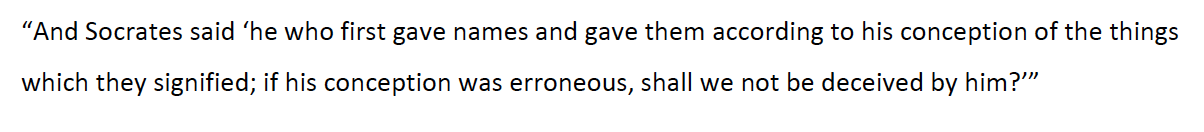 “And Socrates said ‘he who first gave names and gave them according to his conception of the things
which they signified; if his conception was erroneous, shall we not be deceived by him?’”